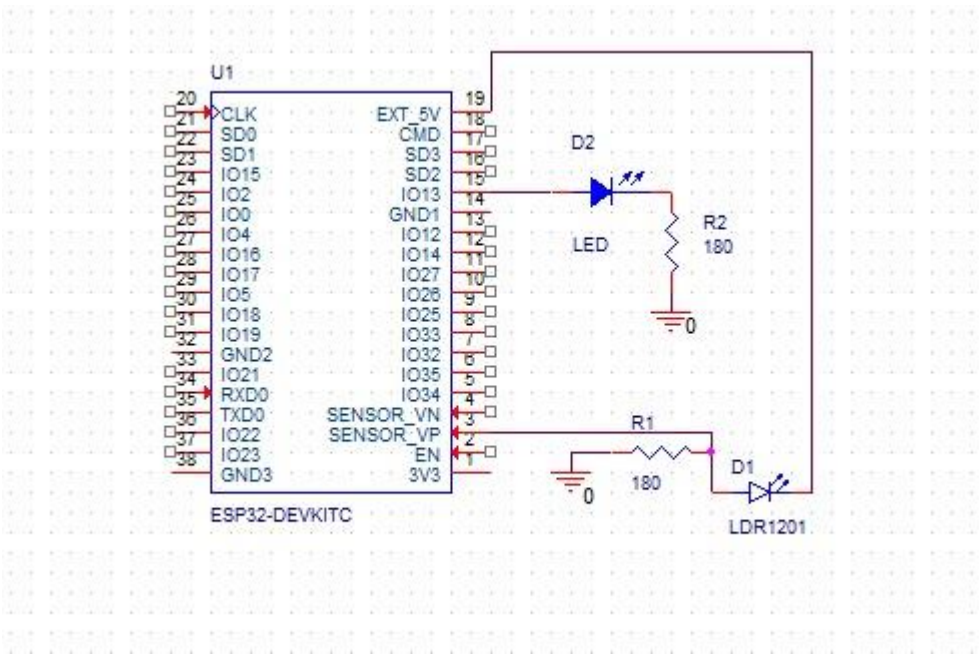 U1
20 CLK
21 SD0
22 SD1
23 IO15
24 IO2
25 IO0
26 IO4
27 IO16
28 IO17
29 IO5
30 IO18
31 IO19
32 GND2
33 IO21
34 RXD0
35 TXD0
36 IO22
37 IO23
38 GND3
EXT_5V 19
CMD 18
SD3 17
SD2 16
IO13 15
GND1 14
IO12 13
IO14 12
IO27 11
IO26 10
IO25 9
IO33 8
IO32 7
IO35 6
IO34 5
SENSOR_VN 4
SENSOR_VP 3
EN 2
3V3 1
ESP32-DEVKITC
D2
LED
R2
180
0
R1
180
0
D1
LDR1201